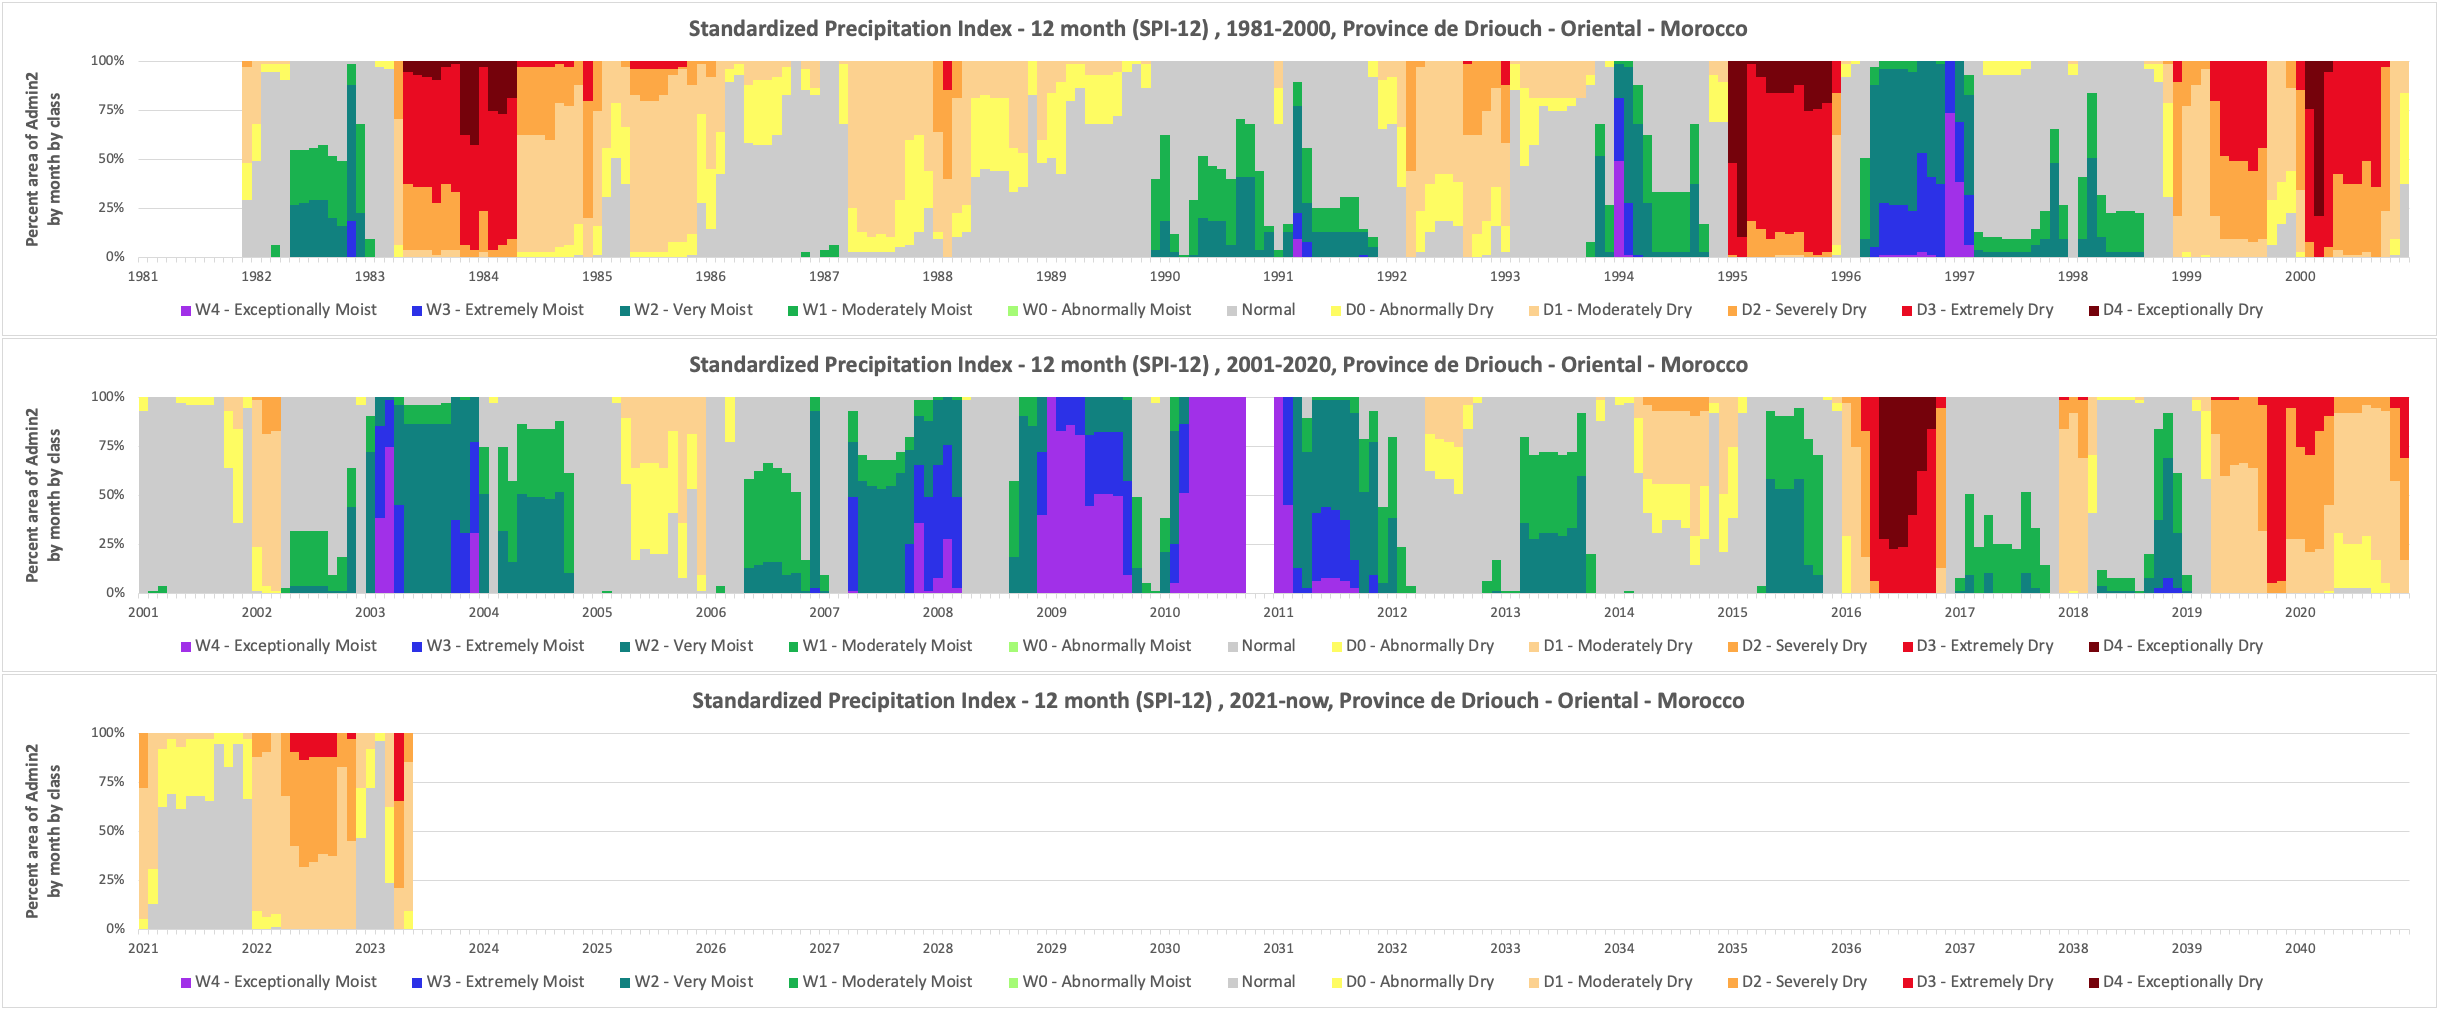 Standardized Precipitation Index - 12 month (SPI-12) , 1981-2000, Province de Driouch - Oriental - Morocco
Percent area of Admin2
by month by class
100%
75%
50%
25%
0%
1981 1982 1983 1984 1985 1986 1987 1988 1989 1990 1991 1992 1993 1994 1995 1996 1997 1998 1999 2000
W4 - Exceptionally Moist W3 - Extremely Moist W2 - Very Moist W1 - Moderately Moist W0 - Abnormally Moist Normal D0 - Abnormally Dry D1 - Moderately Dry D2 - Severely Dry D3 - Extremely Dry D4 - Exceptionally Dry
Standardized Precipitation Index - 12 month (SPI-12) , 2001-2020, Province de Driouch - Oriental - Morocco
Percent area of Admin2
by month by class
100%
75%
50%
25%
0%
2001 2002 2003 2004 2005 2006 2007 2008 2009 2010 2011 2012 2013 2014 2015 2016 2017 2018 2019 2020
W4 - Exceptionally Moist W3 - Extremely Moist W2 - Very Moist W1 - Moderately Moist W0 - Abnormally Moist Normal D0 - Abnormally Dry D1 - Moderately Dry D2 - Severely Dry D3 - Extremely Dry D4 - Exceptionally Dry
Standardized Precipitation Index - 12 month (SPI-12) , 2021-now, Province de Driouch - Oriental - Morocco
Percent area of Admin2
by month by class
100%
75%
50%
25%
0%
2021 2022 2023 2024 2025 2026 2027 2028 2029 2030 2031 2032 2033 2034 2035 2036 2037 2038 2039 2040
W4 - Exceptionally Moist W3 - Extremely Moist W2 - Very Moist W1 - Moderately Moist W0 - Abnormally Moist Normal D0 - Abnormally Dry D1 - Moderately Dry D2 - Severely Dry D3 - Extremely Dry D4 - Exceptionally Dry